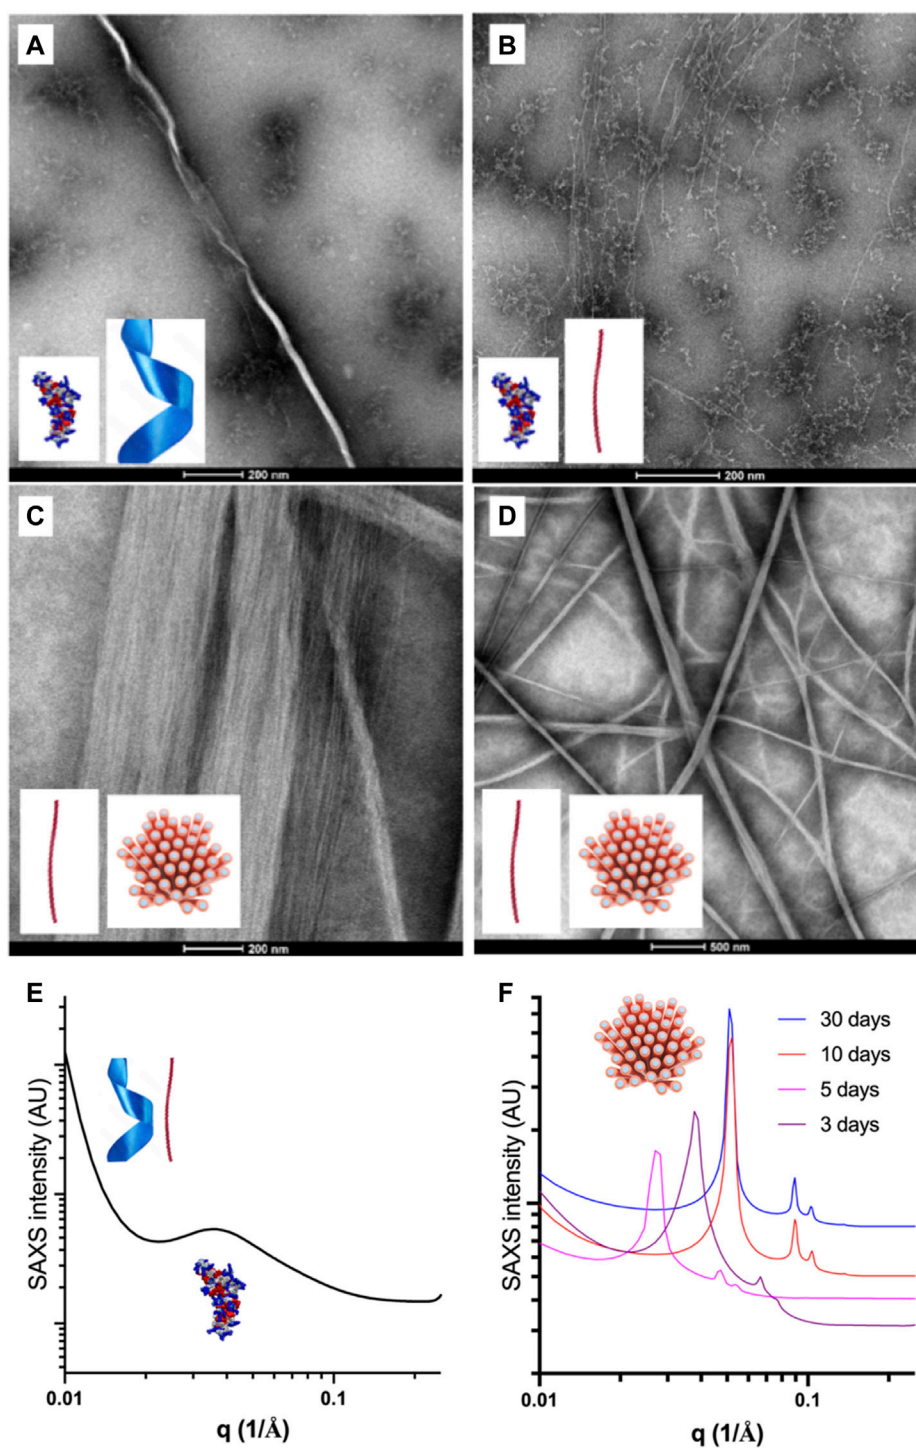 A
B
200 nm
200 nm
C
D
200 nm
500 nm
E
F
30 days
10 days
5 days
3 days
SAXS intensity (AU)
SAXS intensity (AU)
0.01
0.1
0.01
0.1
q (1/Å)
q (1/Å)